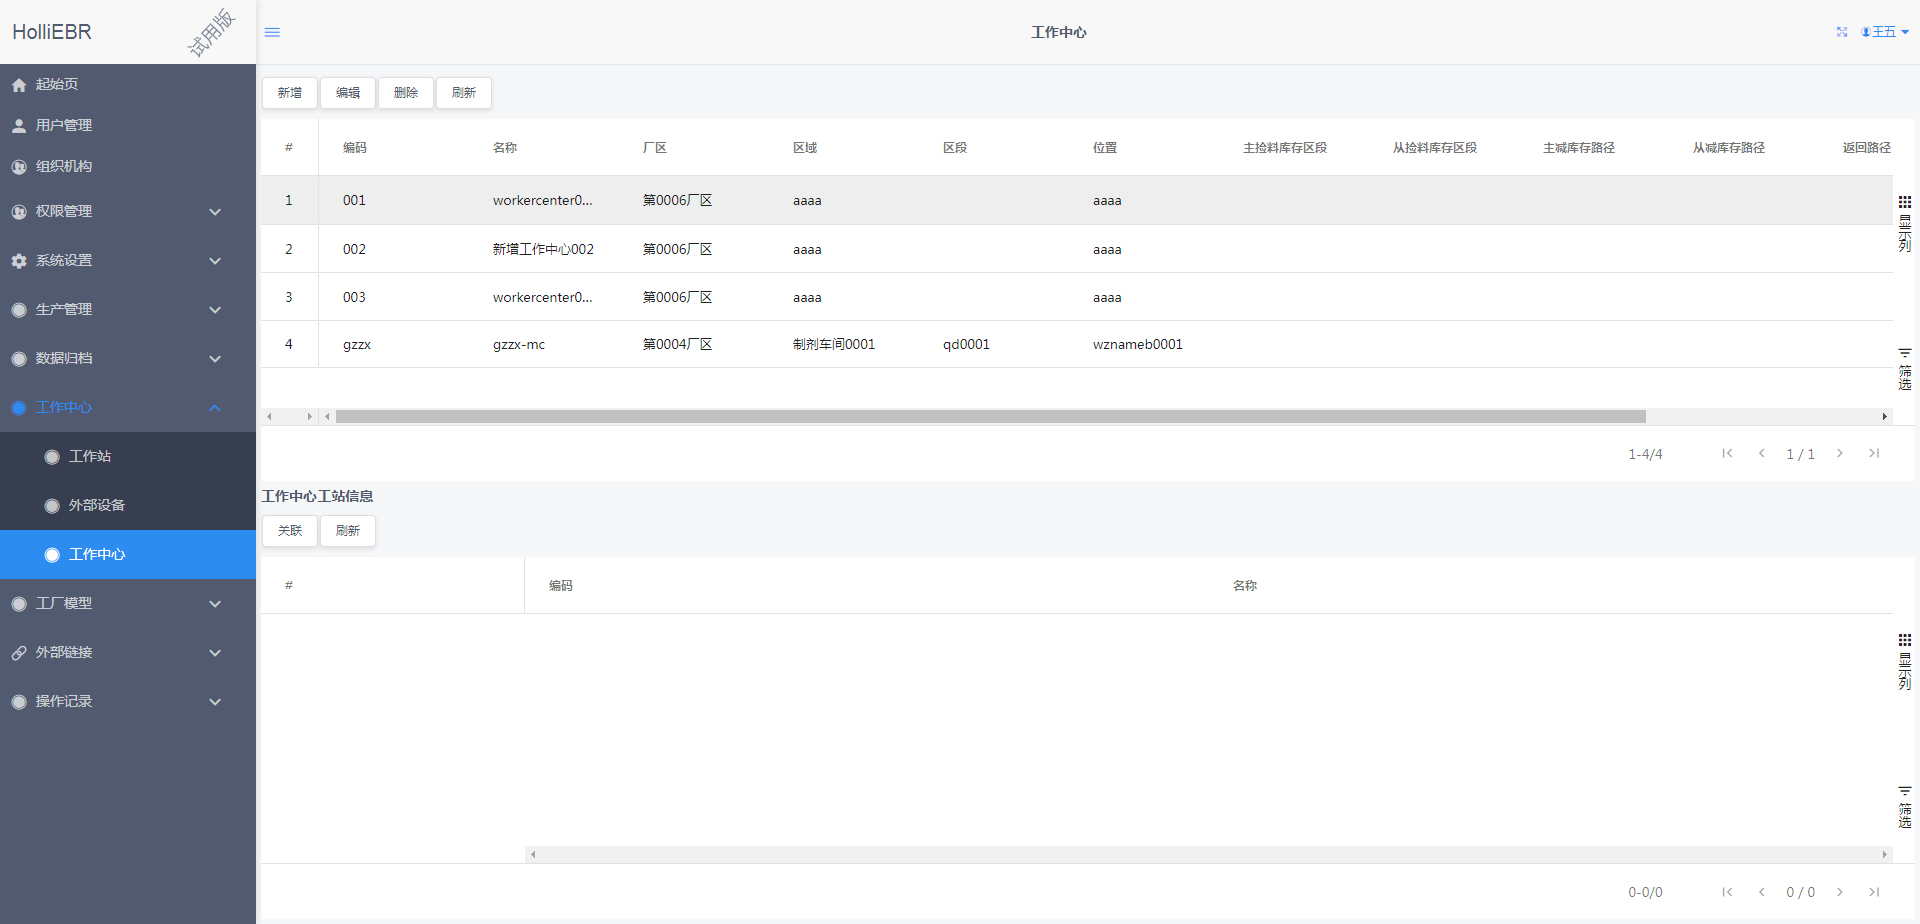 HolliEBR
试用版
工作中心
王五
起始页
用户管理
组织机构
权限管理
系统设置
生产管理
数据归档
工作中心
工作站
外部设备
工作中心
工厂模型
外部链接
操作记录
新增 编辑 删除 刷新
# 编码 名称 厂区 区域 区段 位置 主捡料库存区段 从捡料库存区段 主减库存路径 从减库存路径 返回路径
1 001 workercenter0... 第0006厂区 aaaa aaaa
2 002 新增工作中心002 第0006厂区 aaaa aaaa
3 003 workercenter0... 第0006厂区 aaaa aaaa
4 gzzx gzzx-mc 第0004厂区 制剂车间0001 qd0001 wznameb0001
显示列
筛选
1-4/4 1 / 1
工作中心工站信息
关联 刷新
# 编码 名称
显示列
筛选
0-0/0 0 / 0